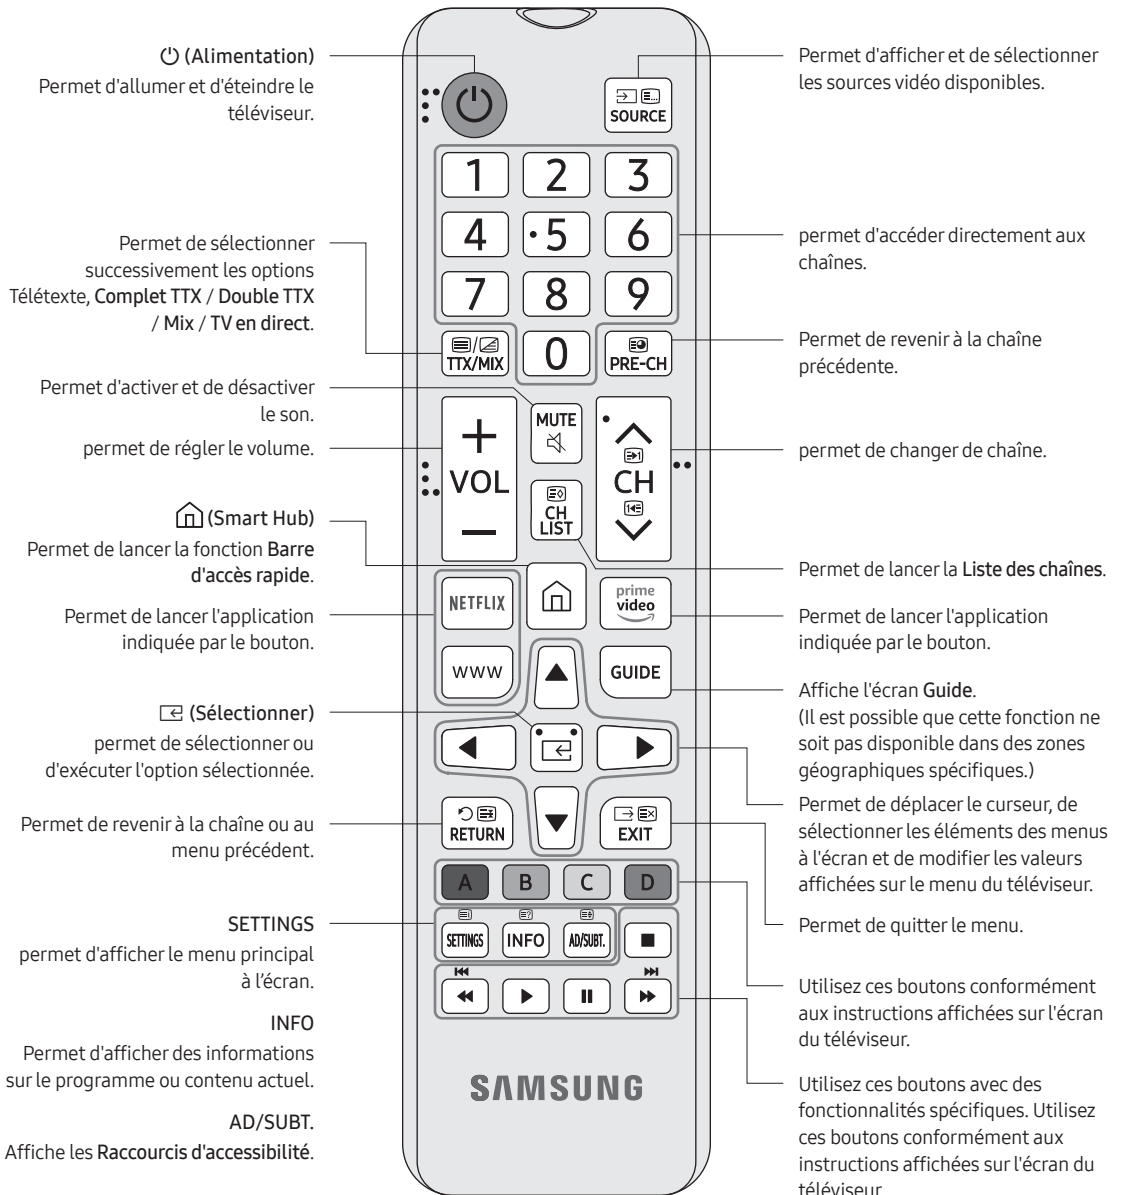 (Alimentation)
Permet d'allumer et d'éteindre le
téléviseur.
Permet de sélectionner
successivement les options
Télétexte, Complet TTX / Double TTX
/ Mix / TV en direct.
Permet d'activer et de désactiver
le son.
permet de régler le volume.
(Smart Hub)
Permet de lancer la fonction Barre
d'accès rapide.
Permet de lancer l'application
indiquée par le bouton.
(Sélectionner)
permet de sélectionner ou
d'exécuter l'option sélectionnée.
Permet de revenir à la chaîne ou au
menu précédent.
SETTINGS
permet d'afficher le menu principal
à l'écran.
INFO
Permet d'afficher des informations
sur le programme ou contenu actuel.
AD/SUBT.
Affiche les Raccourcis d'accessibilité.
SOURCE
1 2 3
4 5 6
7 8 9
TTX/MIX 0 PRE-CH
MUTE
+
VOL
–
CH
CH
LIST
NETFLIX
prime
video
www
GUIDE
RETURN
EXIT
A B C D
SETTINGS INFO AD/SUBT.
SAMSUNG
Permet d'afficher et de sélectionner
les sources vidéo disponibles.
permet d'accéder directement aux
chaînes.
Permet de revenir à la chaîne
précédente.
permet de changer de chaîne.
Permet de lancer la Liste des chaînes.
Permet de lancer l'application
indiquée par le bouton.
Affiche l'écran Guide.
(Il est possible que cette fonction ne
soit pas disponible dans des zones
géographiques spécifiques.)
Permet de déplacer le curseur, de
sélectionner les éléments des menus
à l'écran et de modifier les valeurs
affichées sur le menu du téléviseur.
Permet de quitter le menu.
Utilisez ces boutons conformément
aux instructions affichées sur l'écran
du téléviseur.
Utilisez ces boutons avec des
fonctionnalités spécifiques. Utilisez
ces boutons conformément aux
instructions affichées sur l'écran du
téléviseur